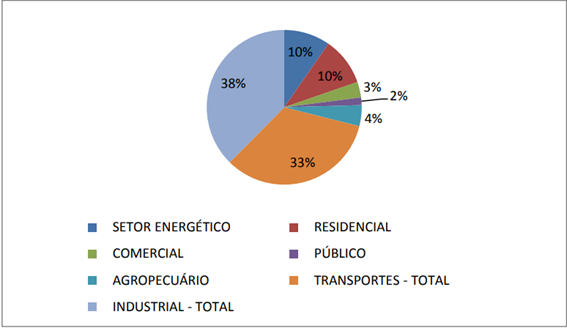 10%
10%
3%
2%
4%
33%
38%
SETOR ENERGÉTICO
RESIDENCIAL
COMERCIAL
PÚBLICO
AGROPECUÁRIO
TRANSPORTES - TOTAL
INDUSTRIAL - TOTAL